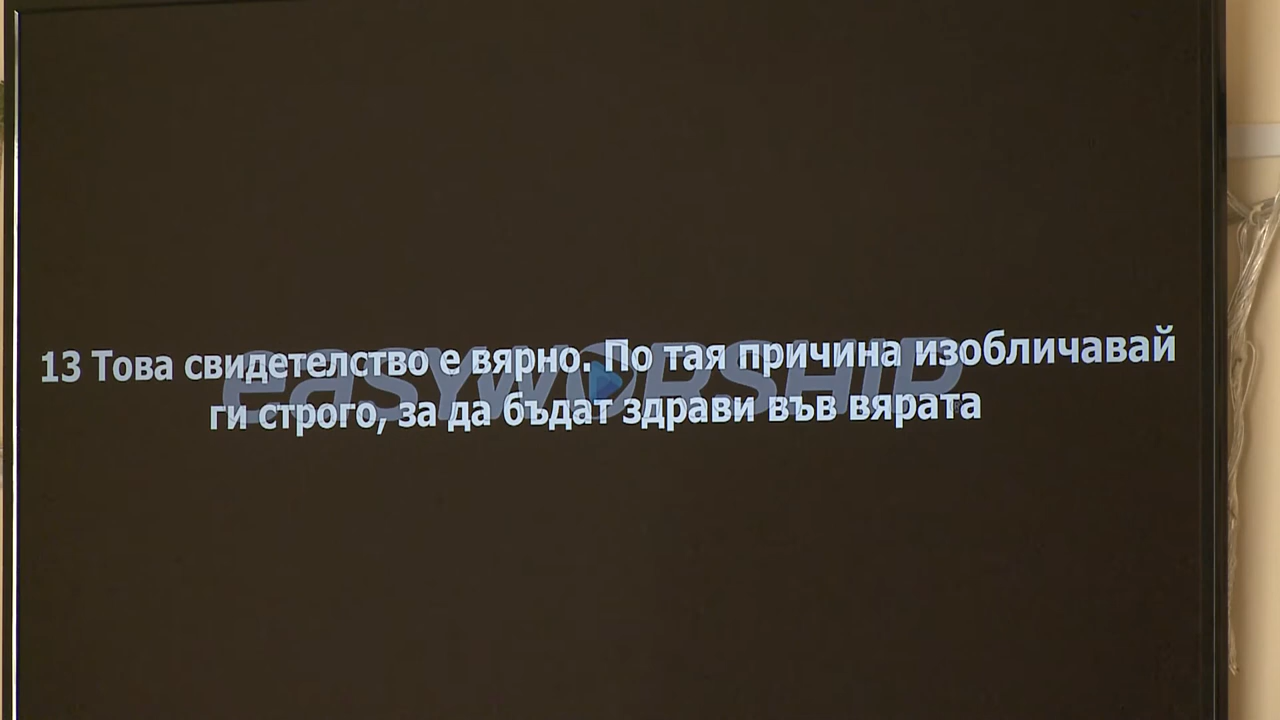 13 Това свидетелство е вярно. По тая причина изобличавай
easyworship
ги строго, за да бъдат здрави във вярата